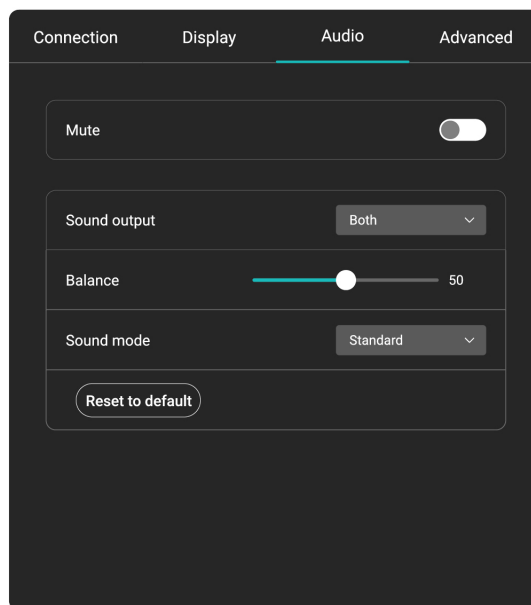 Connection Display Audio Advanced
Mute
Sound output Both
Balance 50
Sound mode Standard
Reset to default